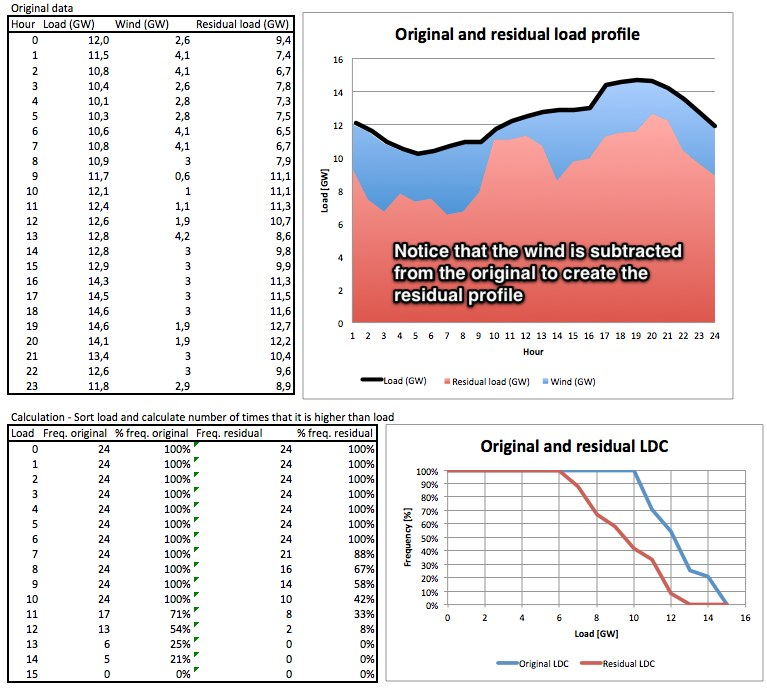 Original data
Hour Load (GW) Wind (GW) Residual load (GW)
0 12,0 2,6 9,4
1 11,5 4,1 7,4
2 10,8 4,1 6,7
3 10,4 2,6 7,8
4 10,1 2,8 7,3
5 10,3 2,8 7,5
6 10,6 4,1 6,5
7 10,8 4,1 6,7
8 10,9 3 7,9
9 11,7 0,6 11,1
10 12,1 1 11,1
11 12,4 1,1 11,3
12 12,6 1,9 10,7
13 12,8 4,2 8,6
14 12,8 3 9,8
15 12,9 3 9,9
16 14,3 3 11,3
17 14,5 3 11,5
18 14,6 3 11,6
19 14,6 1,9 12,7
20 14,1 1,9 12,2
21 13,4 3 10,4
22 12,6 3 9,6
23 11,8 2,9 8,9
Original and residual load profile
16
14
12
10
8
6
4
2
0
Load [GW]
Notice that the wind is subtracted
from the original to create the
residual profile
1 2 3 4 5 6 7 8 9 10 11 12 13 14 15 16 17 18 19 20 21 22 23 24
Hour
Load (GW) Residual load (GW) Wind (GW)
Calculation - Sort load and calculate number of times that it is higher than load
Load Freq. original % freq. original Freq. residual % freq. residual
0 24 100% 24 100%
1 24 100% 24 100%
2 24 100% 24 100%
3 24 100% 24 100%
4 24 100% 24 100%
5 24 100% 24 100%
6 24 100% 24 100%
7 24 100% 21 88%
8 24 100% 16 67%
9 24 100% 14 58%
10 24 100% 10 42%
11 17 71% 8 33%
12 13 54% 2 8%
13 6 25% 0 0%
14 5 21% 0 0%
15 0 0% 0 0%
Original and residual LDC
100%
90%
80%
70%
60%
50%
40%
30%
20%
10%
0%
Frequency [%]
0 2 4 6 8 10 12 14 16
Load [GW]
Original LDC Residual LDC